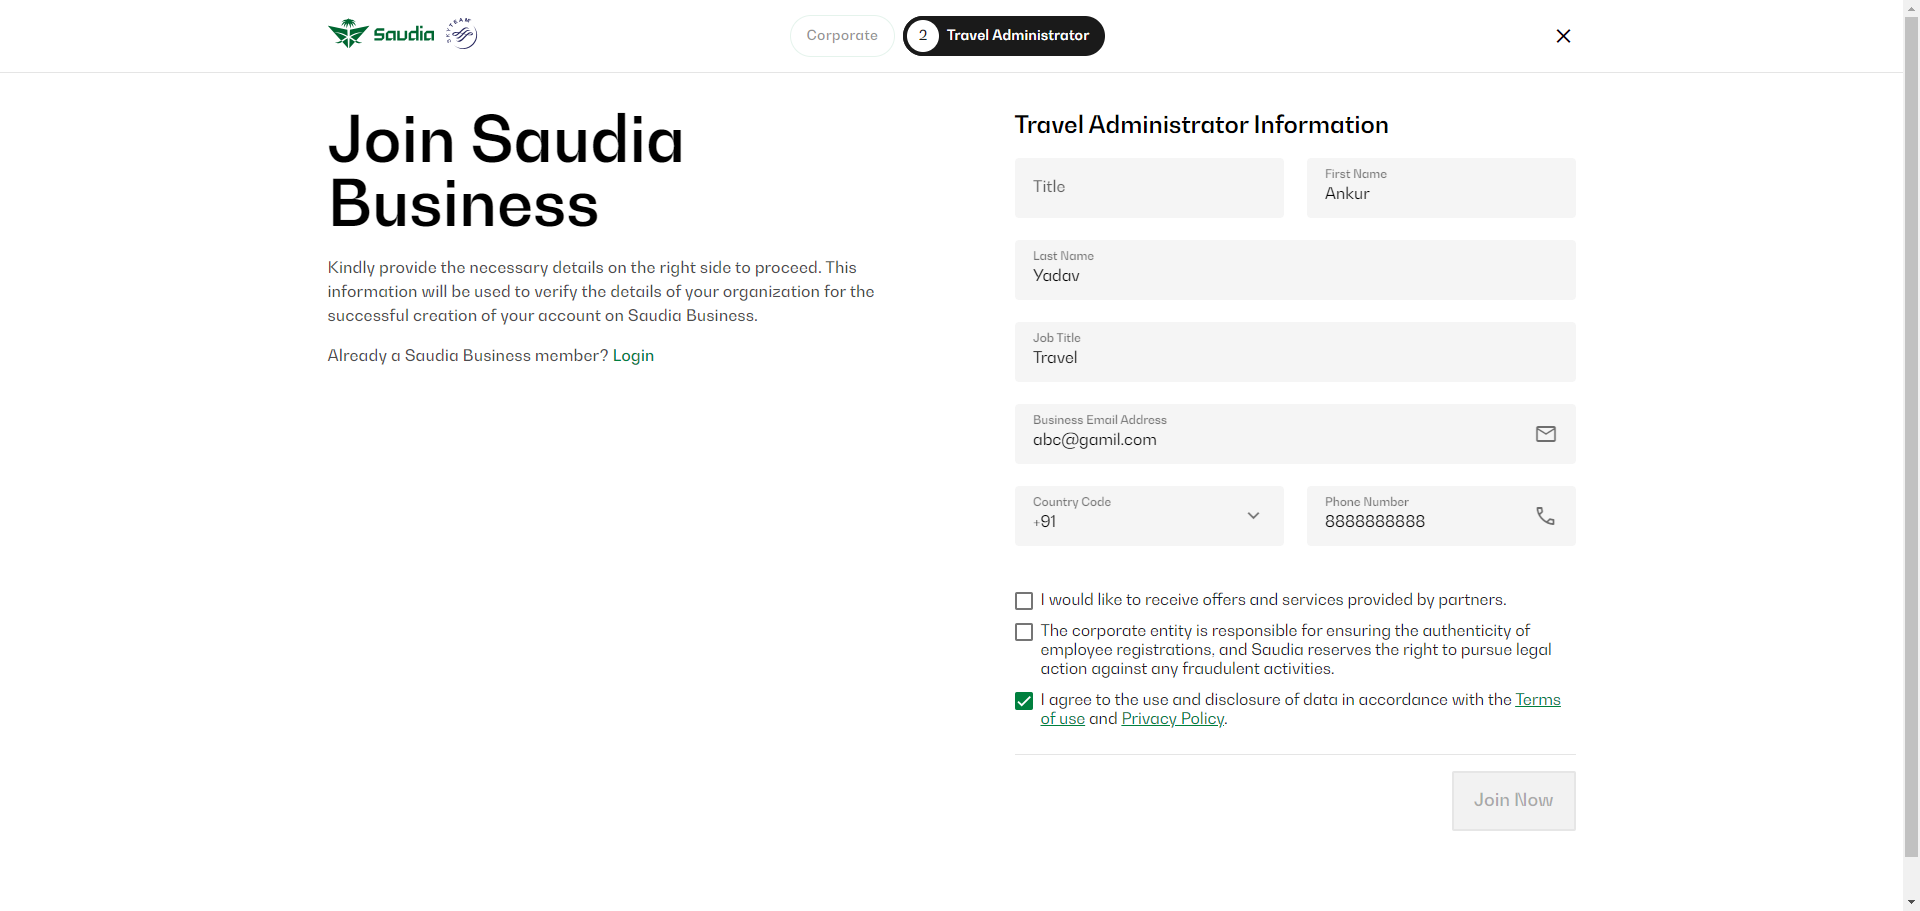 Saudia
SKYTEAM
Corporate
2
Travel Administrator
Join Saudia
Business
Kindly provide the necessary details on the right side to proceed. This
information will be used to verify the details of your organization for the
successful creation of your account on Saudia Business.
Already a Saudia Business member? Login
Travel Administrator Information
Title
First Name
Ankur
Last Name
Yadav
Job Title
Travel
Business Email Address
abc@gamil.com
Country Code
+91
Phone Number
8888888888
I would like to receive offers and services provided by partners.
The corporate entity is responsible for ensuring the authenticity of
employee registrations, and Saudia reserves the right to pursue legal
action against any fraudulent activities.
I agree to the use and disclosure of data in accordance with the Terms
of use and Privacy Policy.
Join Now